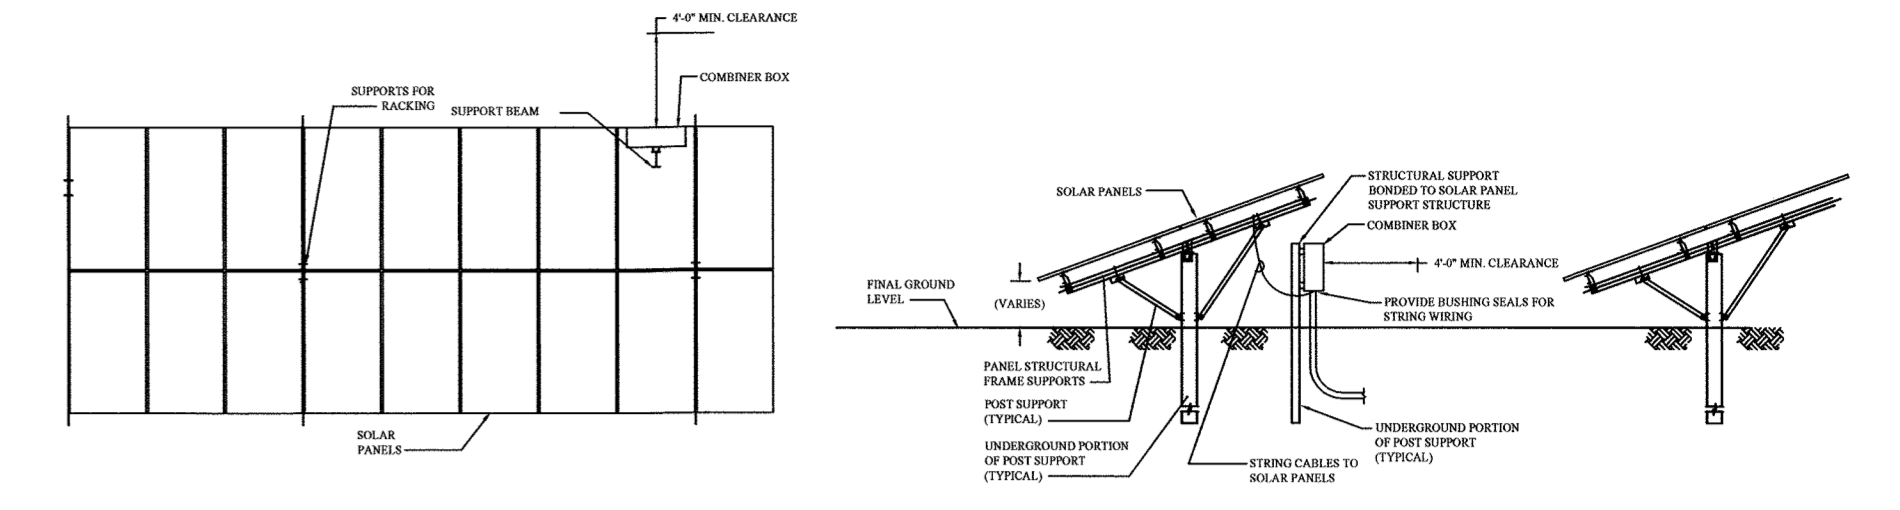 4'-0" MIN. CLEARANCE
COMBINER BOX
SUPPORTS FOR
RACKING
SUPPORT BEAM
SOLAR
PANELS
SOLAR PANELS
STRUCTURAL SUPPORT
BONDED TO SOLAR PANEL
SUPPORT STRUCTURE
COMBINER BOX
4'-0" MIN. CLEARANCE
FINAL GROUND
LEVEL
(VARIES)
PROVIDE BUSHING SEALS FOR
STRING WIRING
PANEL STRUCTURAL
FRAME SUPPORTS
POST SUPPORT
(TYPICAL)
UNDERGROUND PORTION
OF POST SUPPORT
(TYPICAL)
STRING CABLES TO
SOLAR PANELS
UNDERGROUND PORTION
OF POST SUPPORT
(TYPICAL)